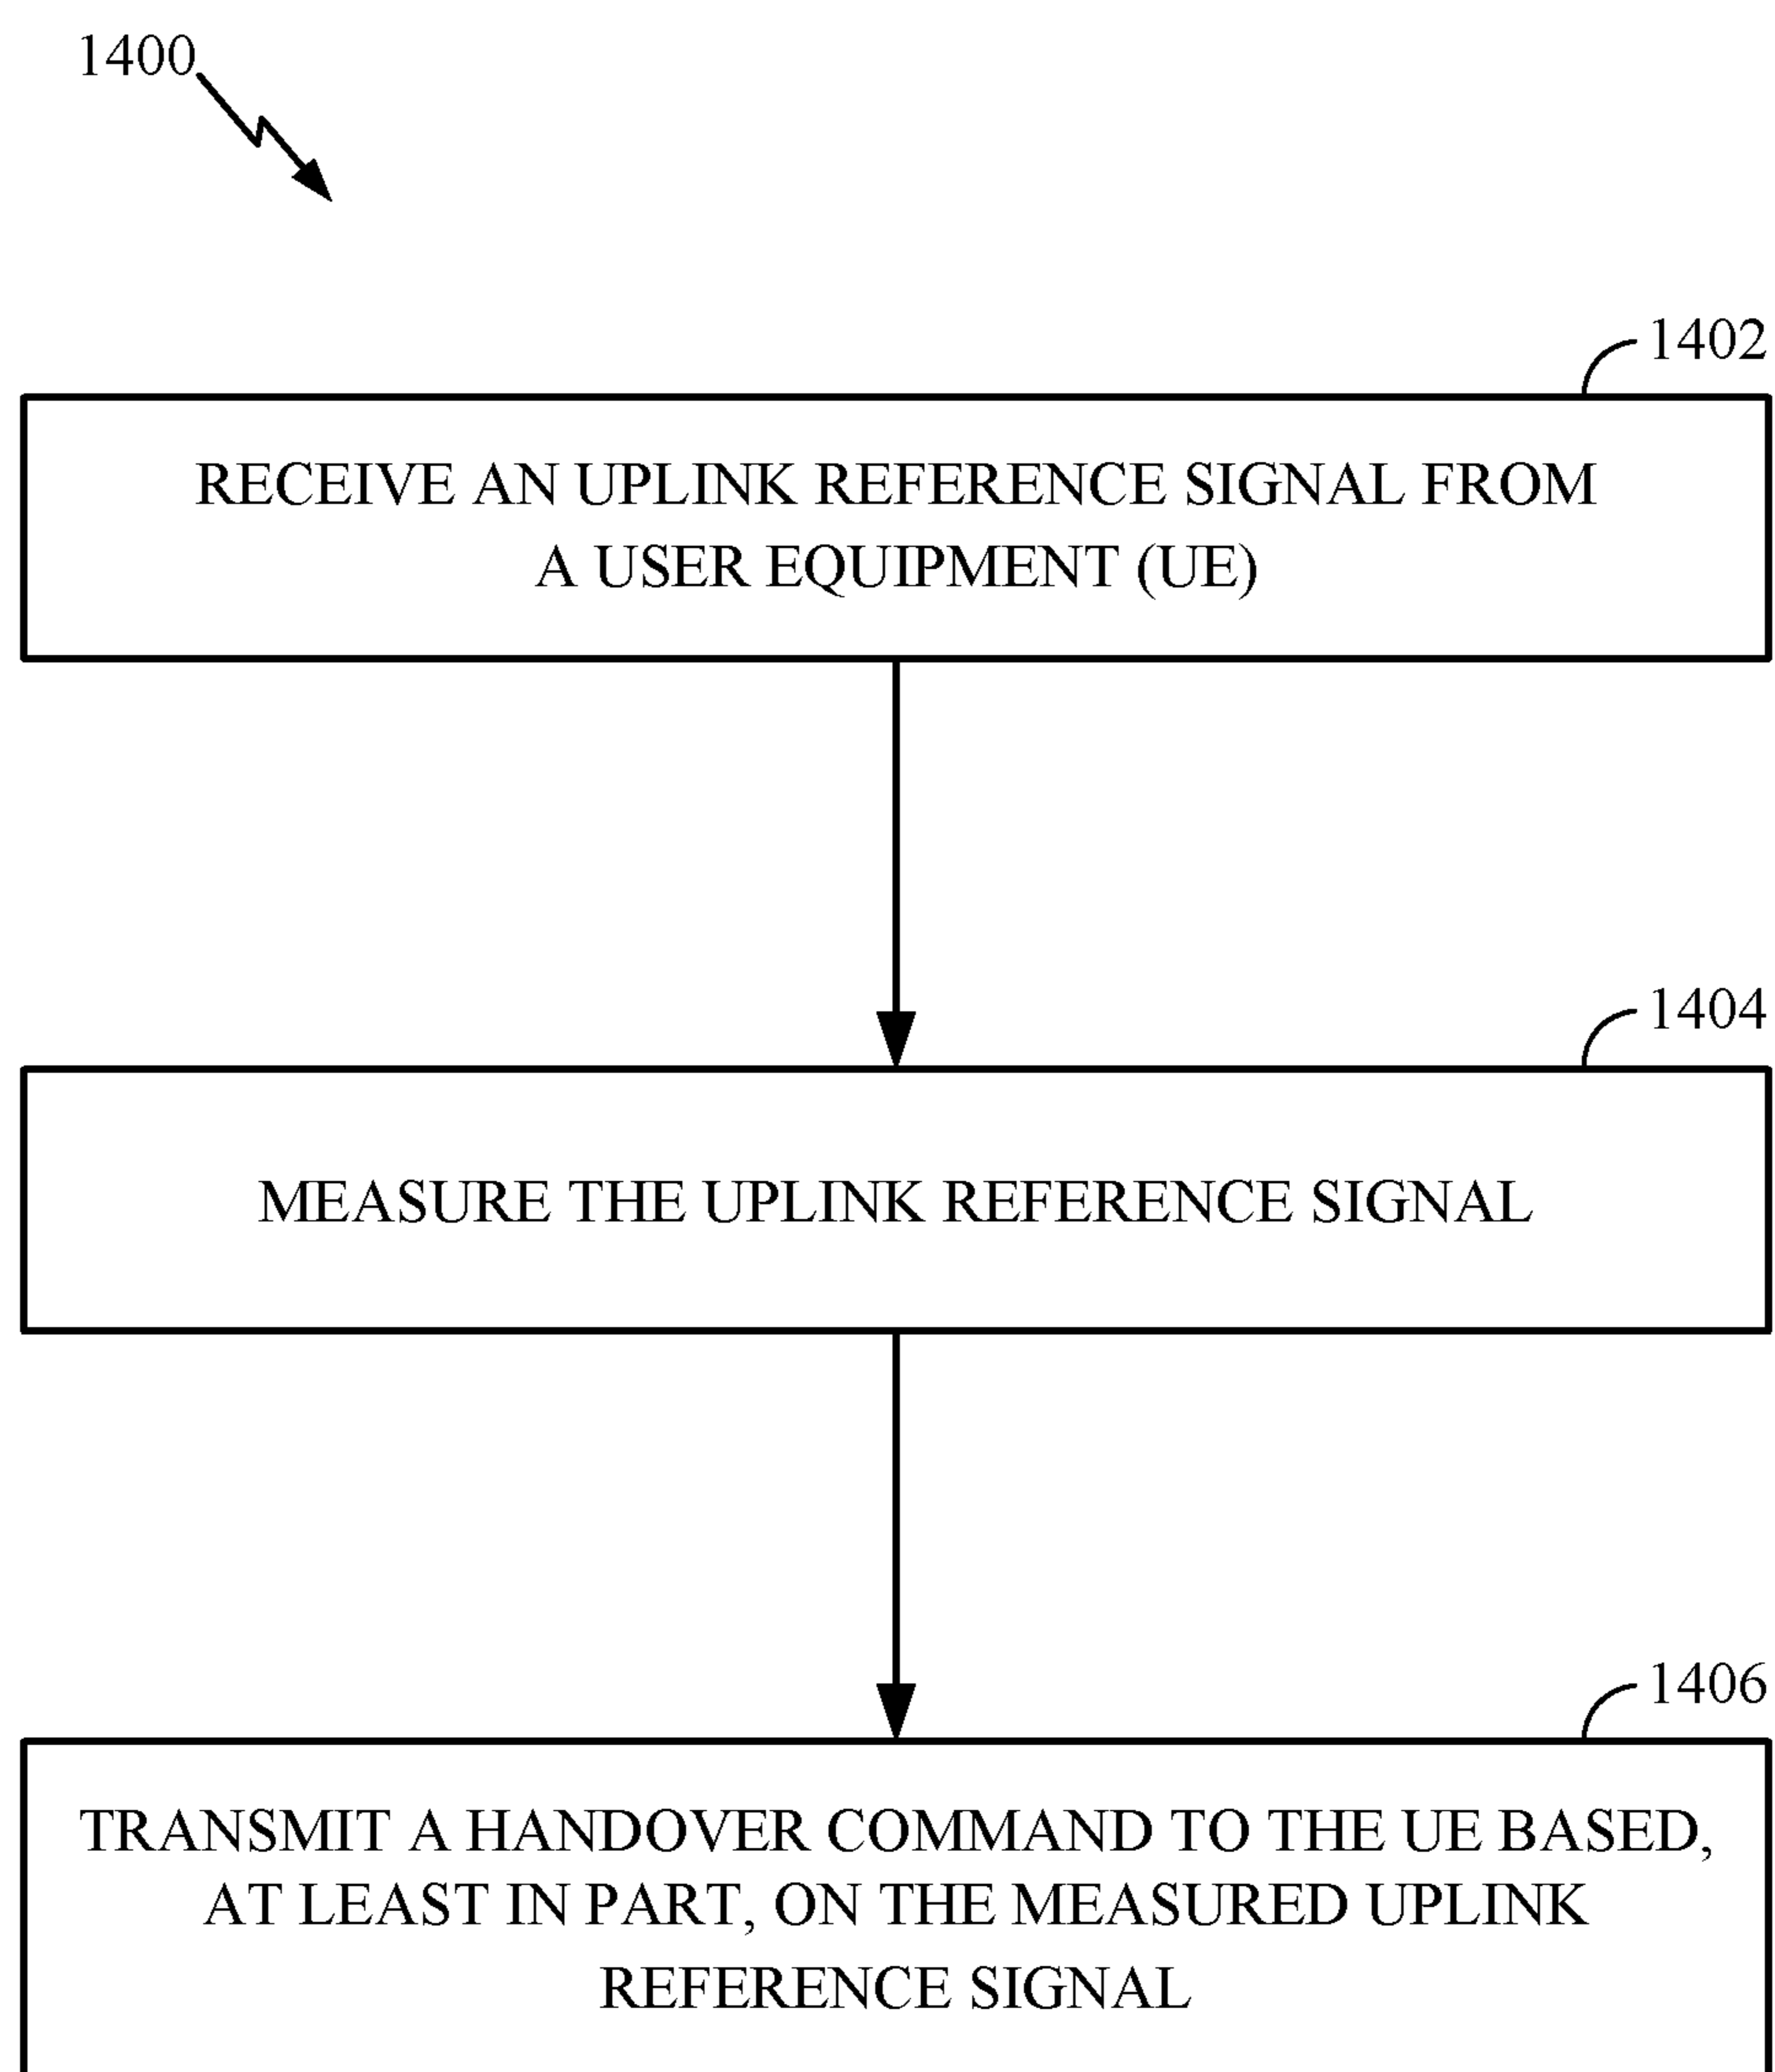 1400
1402
RECEIVE AN UPLINK REFERENCE SIGNAL FROM
A USER EQUIPMENT (UE)
1404
MEASURE THE UPLINK REFERENCE SIGNAL
1406
TRANSMIT A HANDOVER COMMAND TO THE UE BASED,
AT LEAST IN PART, ON THE MEASURED UPLINK
REFERENCE SIGNAL